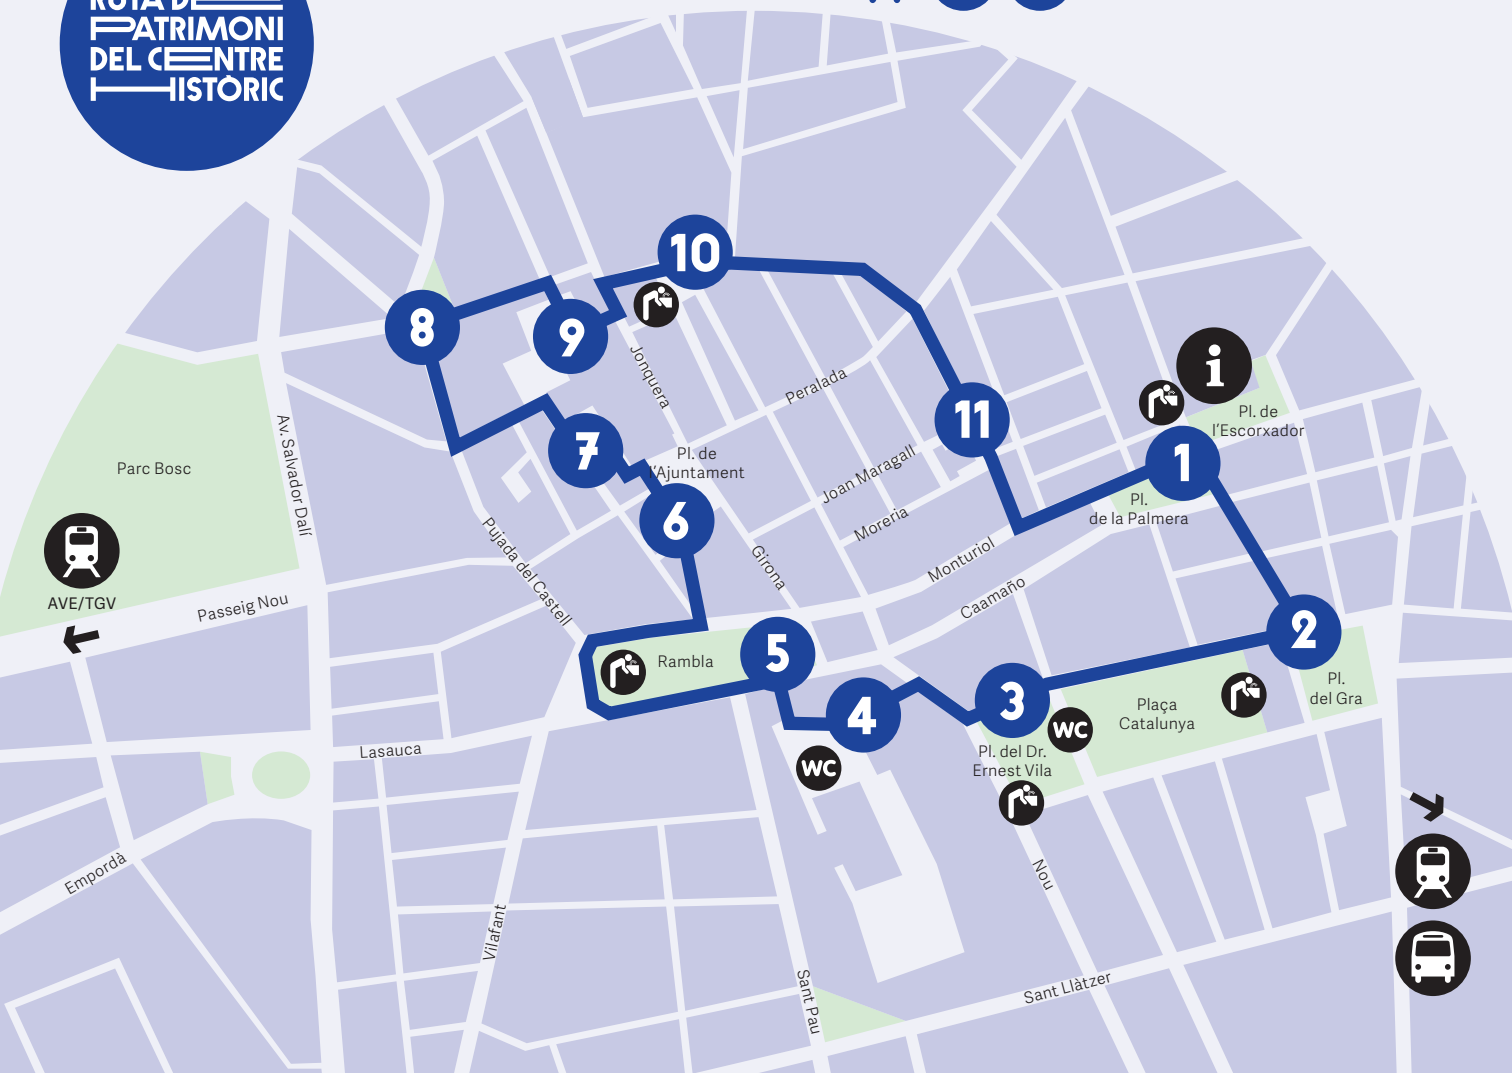 RUTA DEL
PATRIMONI
DEL CENTRE
HISTÒRIC
10
8
9
Jonquera
Peralada
i
Pl. de
l'Escorxador
11
1
Parc Bosc
Av. Salvador Dalí
7
Pl. de
l'Ajuntament
Joan Maragall
Moreria
Pl.
de la Palmera
6
Pujada del Castell
Girona
Monturiol
Caamaño
AVE/TGV
Passeig Nou
2
Rambla
5
3
4
Plaça
Catalunya
Pl.
del Gra
WC
Lasauca
WC
Pl. del Dr.
Ernest Vila
Empordà
Nou
Vilafant
Sant Pau
Sant Llàtzer